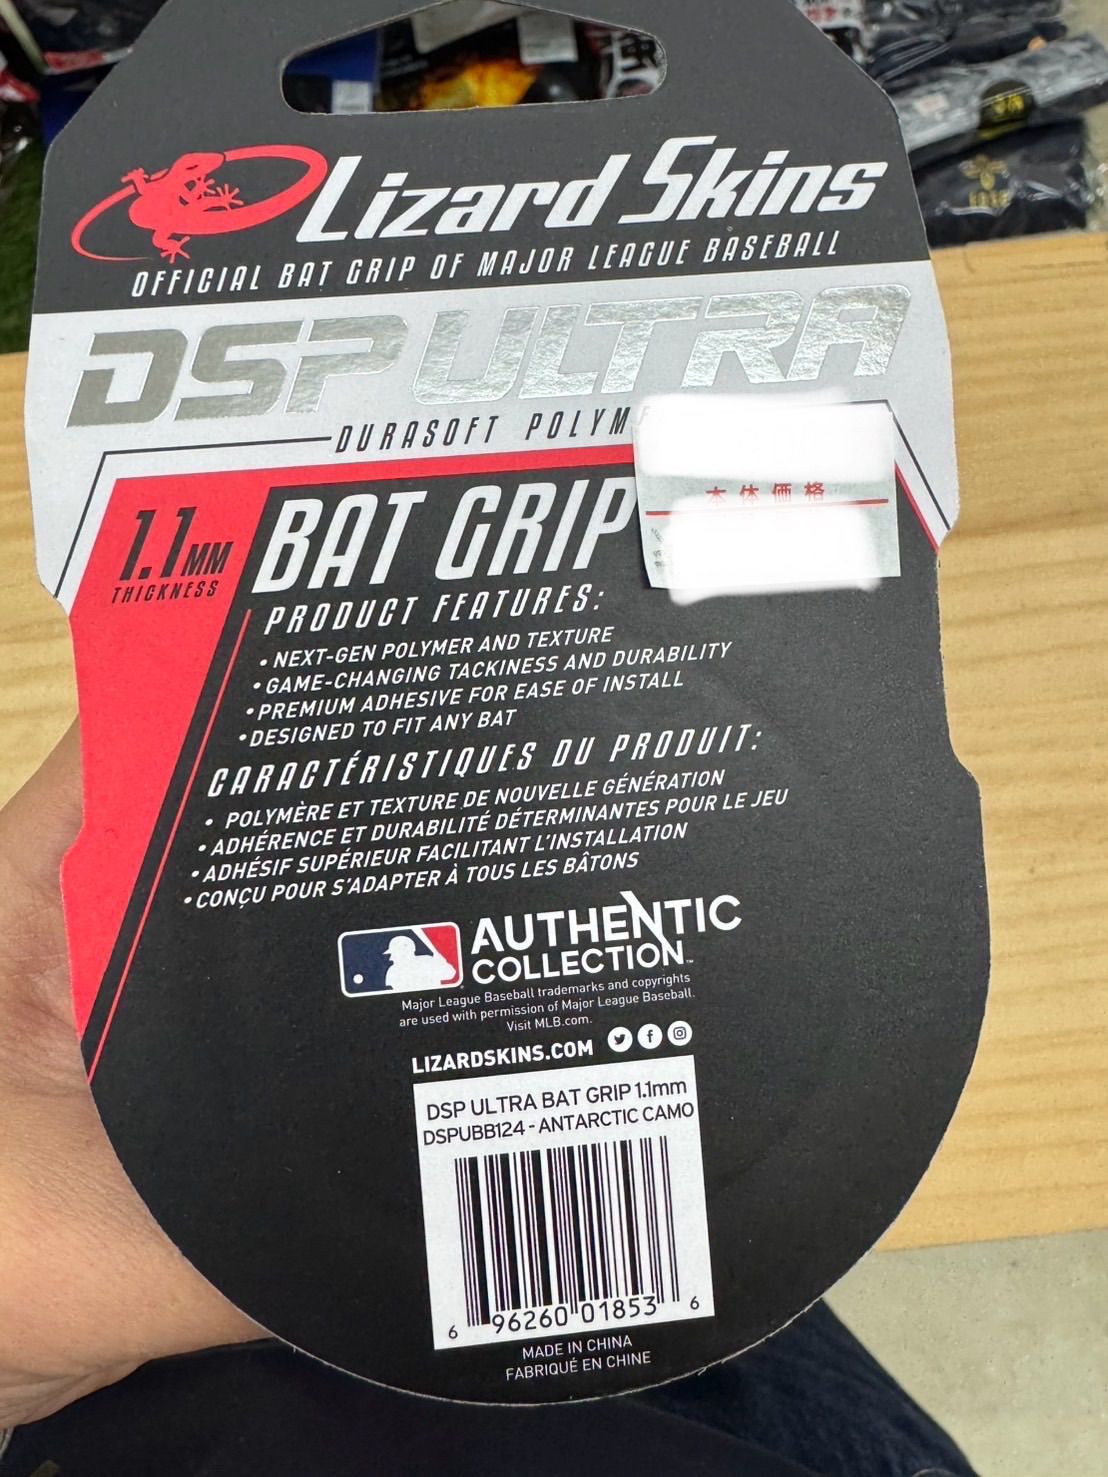 Lizard Skins
OFFICIAL BAT GRIP OF MAJOR LEAGUE BASEBALL
DSP ULTRA
DURASOFT POLYM
本体価格
1.1MM
THICKNESS
BAT GRIP
PRODUCT FEATURES:
• NEXT-GEN POLYMER AND TEXTURE
• GAME-CHANGING TACKINESS AND DURABILITY
• PREMIUM ADHESIVE FOR EASE OF INSTALL
• DESIGNED TO FIT ANY BAT
CARACTÉRISTIQUES DU PRODUIT:
• POLYMÈRE ET TEXTURE DE NOUVELLE GÉNÉRATION
• ADHÉRENCE ET DURABILITÉ DÉTERMINANTES POUR LE JEU
• ADHÉSIF SUPÉRIEUR FACILITANT L'INSTALLATION
• CONÇU POUR S'ADAPTER À TOUS LES BÂTONS
AUTHENTIC
COLLECTION™
Major League Baseball trademarks and copyrights
are used with permission of Major League Baseball.
Visit MLB.com.
LIZARDSKINS.COM
DSP ULTRA BAT GRIP 1.1mm
DSPUBB124 - ANTARCTIC CAMO
6 96260 01853 6
MADE IN CHINA
FABRIQUÉ EN CHINE